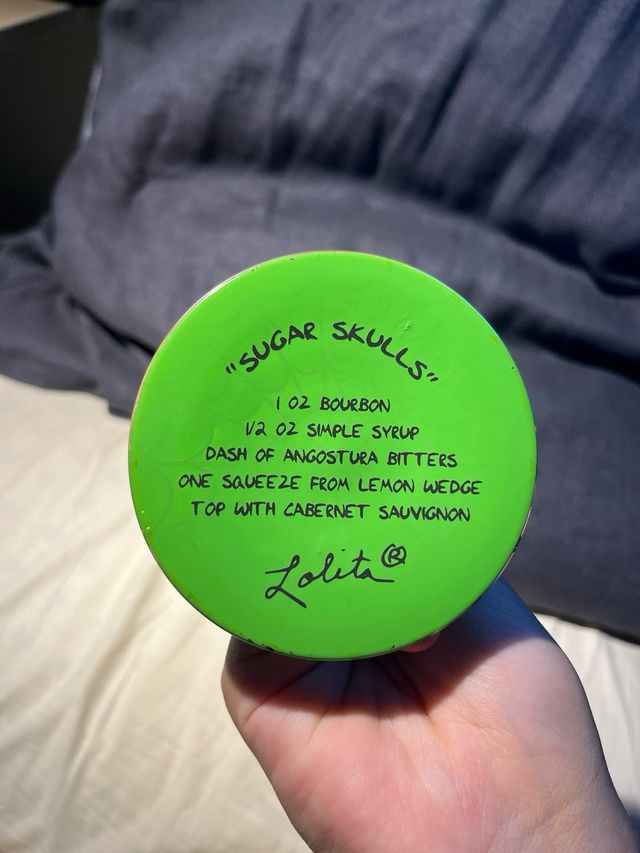 "SUGAR SKULLS"
1 OZ BOURBON
1/2 OZ SIMPLE SYRUP
DASH OF ANGOSTURA BITTERS
ONE SQUEEZE FROM LEMON WEDGE
TOP WITH CABERNET SAUVIGNON
Lolita®